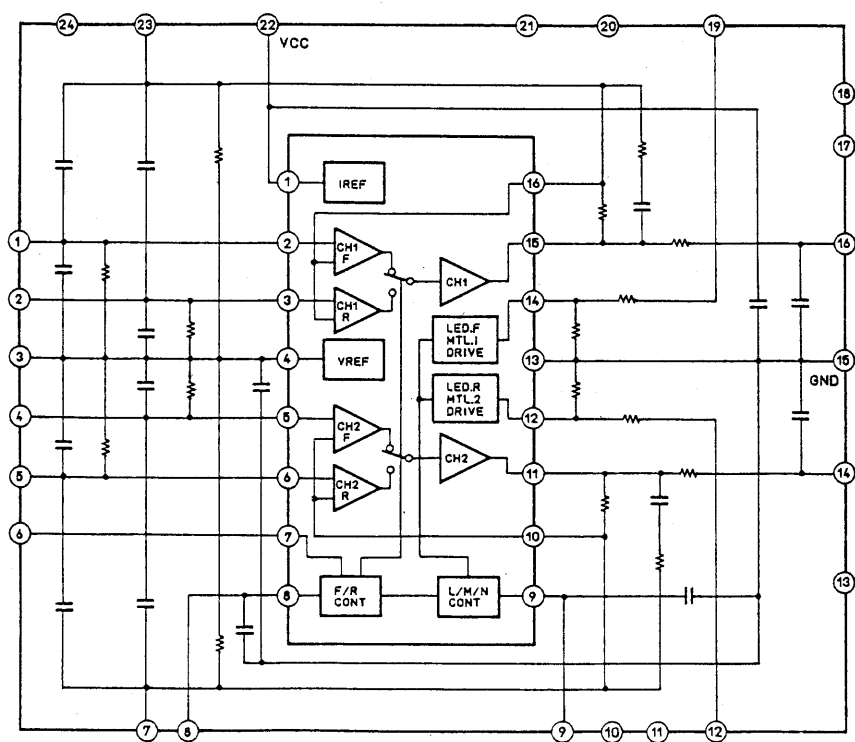 24 23 22 21 20 19
VCC
18
17
1 IREF 16
1 2 CH1 F CH1 15 16
2 3 CH1 R 14
LED.F MTL.1 DRIVE
3 4 VREF 13 15
GND
LED.R MTL.2 DRIVE
4 5 CH2 F 12
5 6 CH2 R CH2 11 14
6 7 10
13
8 F/R CONT L/M/N CONT 9
7 8 9 10 11 12